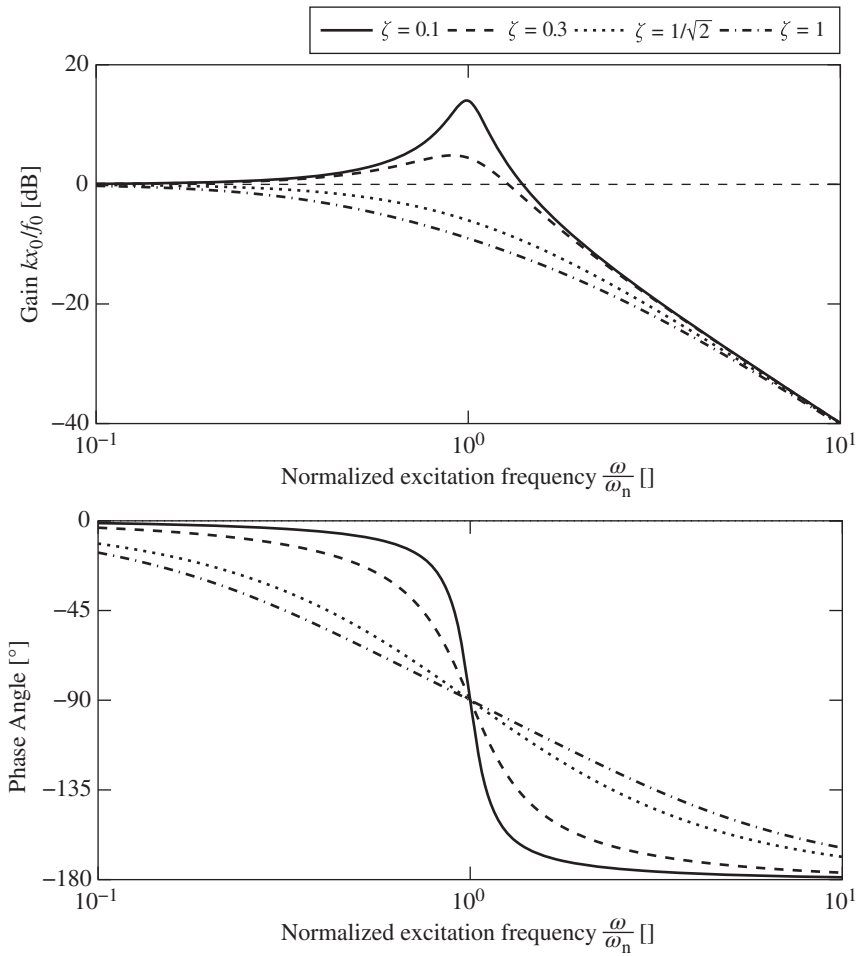 ζ = 0.1 ζ = 0.3 ζ = 1/√2 ζ = 1
20
0
−20
−40
Gain kx₀/f₀ [dB]
10⁻¹ 10⁰ 10¹
Normalized excitation frequency ω/ωₙ []
0
−45
−90
−135
−180
Phase Angle [°]
10⁻¹ 10⁰ 10¹
Normalized excitation frequency ω/ωₙ []